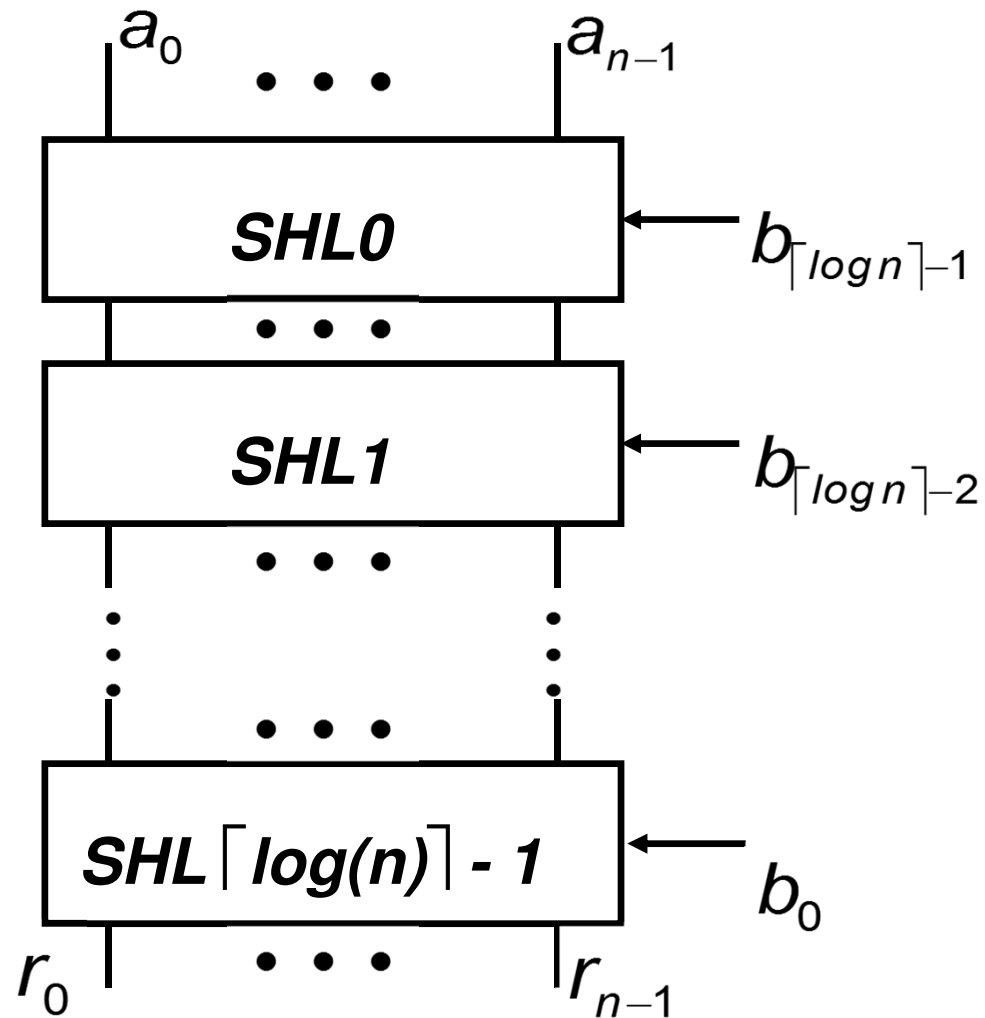 a₀ • • • aₙ₋₁
SHL0 b⌈log n⌉−1
• • •
SHL1 b⌈log n⌉−2
• • •
• • •
SHL⌈log(n)⌉ - 1 b₀
r₀ • • • rₙ₋₁